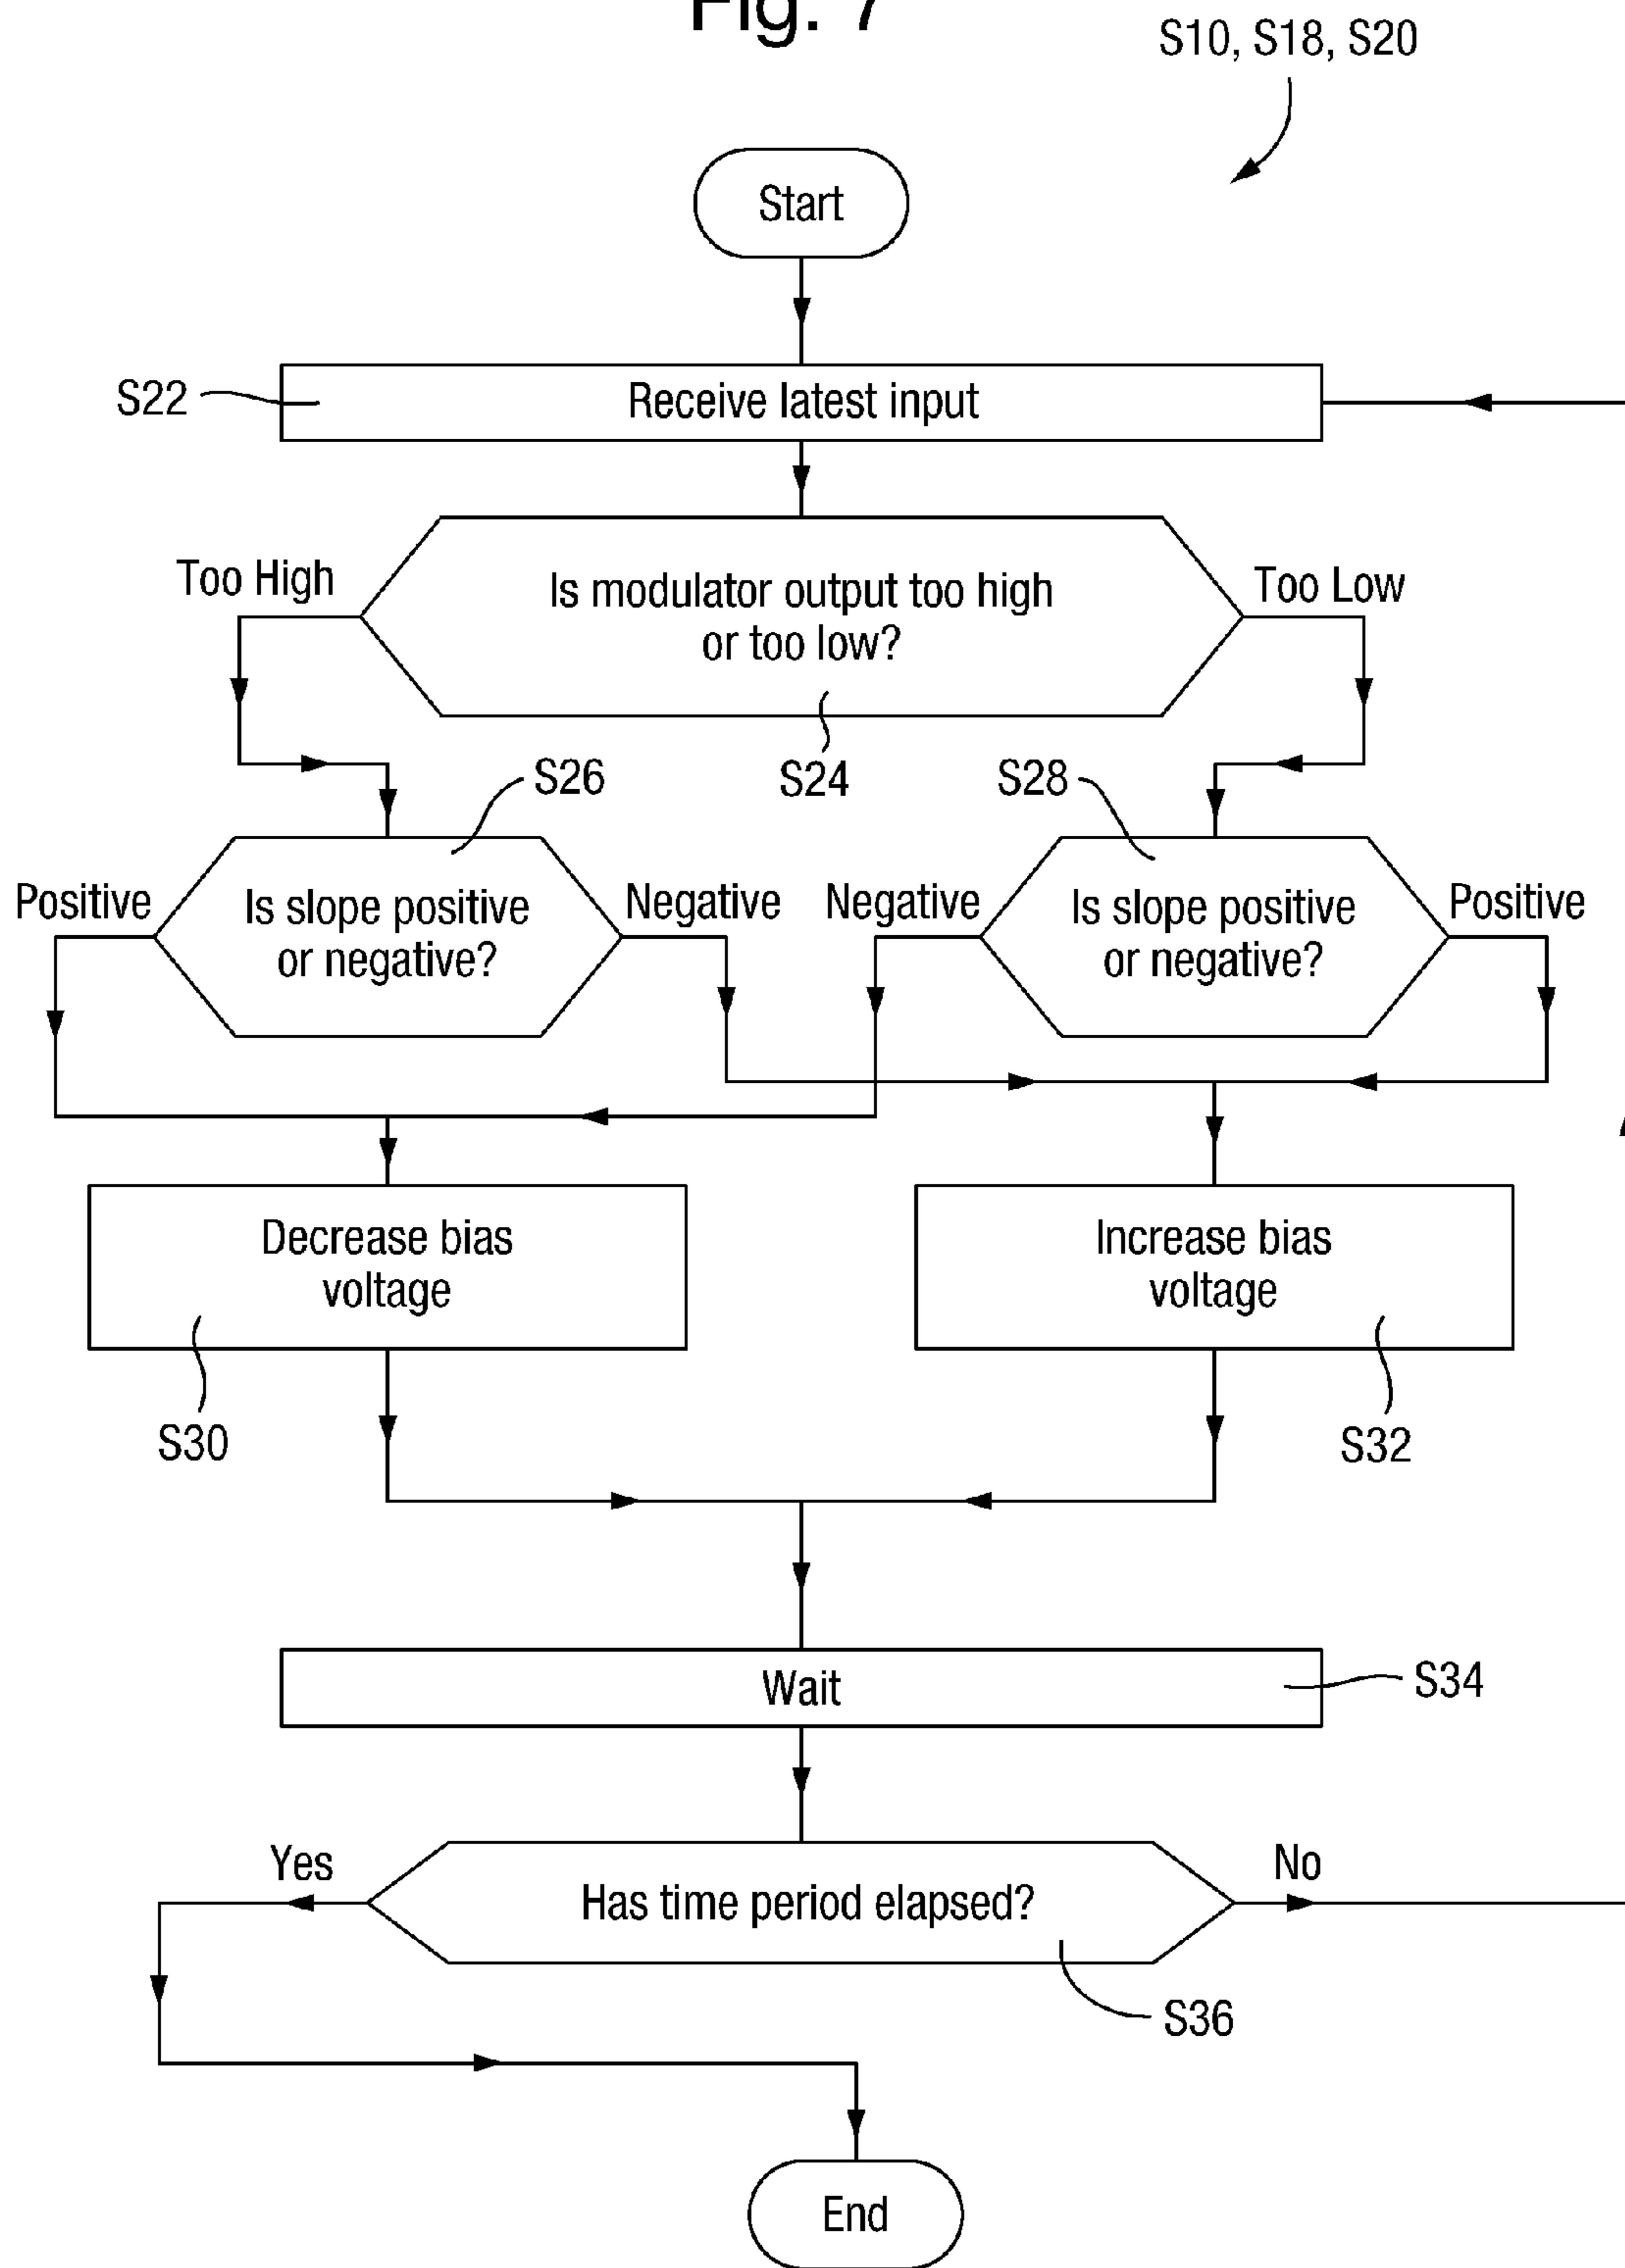 Fig. 7
S10, S18, S20
Start
S22
Receive latest input
Too High
Is modulator output too high
or too low?
Too Low
S24
S26
S28
Positive
Is slope positive
or negative?
Negative
Negative
Is slope positive
or negative?
Positive
Decrease bias
voltage
Increase bias
voltage
S30
S32
Wait
S34
Yes
Has time period elapsed?
No
S36
End